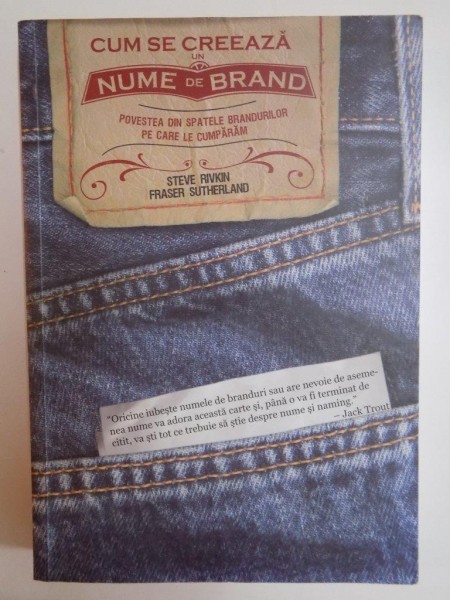 CUM SE CREEAZĂ
UN
NUME DE BRAND
POVESTEA DIN SPATELE BRANDURILOR
PE CARE LE CUMPĂRĂM
STEVE RIVKIN
FRASER SUTHERLAND
"Oricine iubește numele de branduri sau are nevoie de aseme-
nea nume va adora această carte și, până o va fi terminat de
citit, va ști tot ce trebuie să știe despre nume și naming."
– Jack Trout